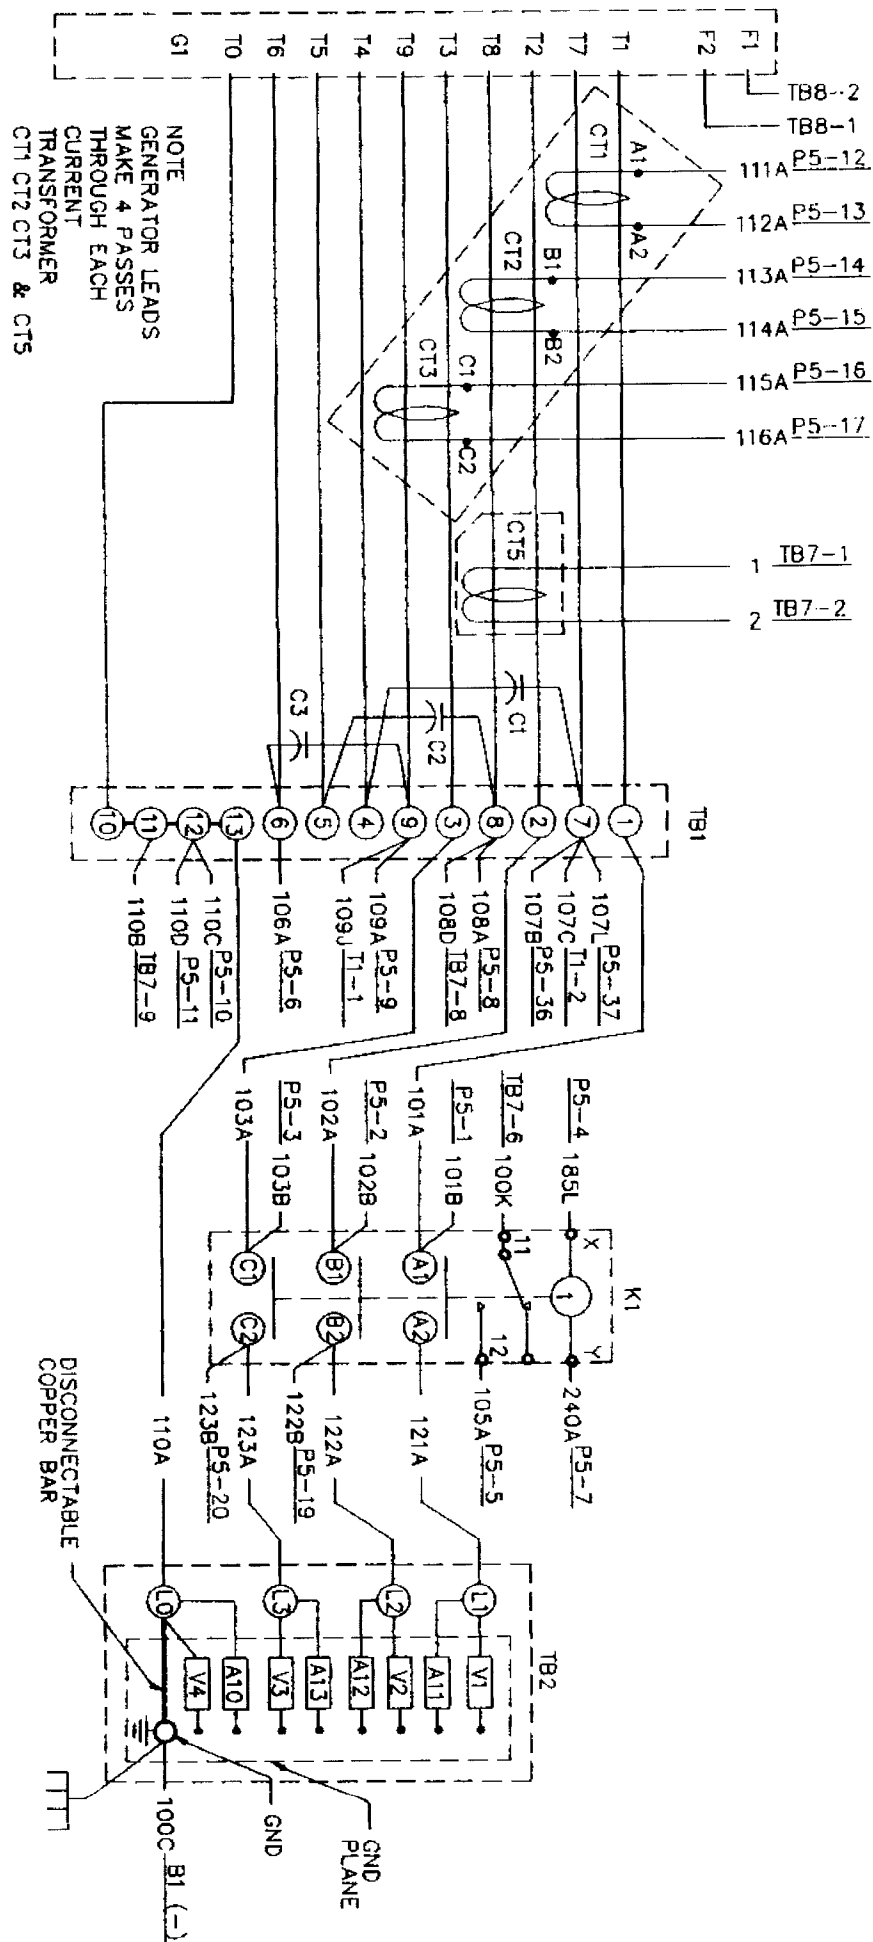 F1
F2
T1
T7
T2
T8
T3
T9
T4
T5
T6
T0
G1
TB8-2
TB8-1
111A P5-12
112A P5-13
113A P5-14
114A P5-15
115A P5-16
116A P5-17
1 TB7-1
2 TB7-2
A1
A2
CT1
B1
B2
CT2
C1
C2
CT3
CT5
NOTE
GENERATOR LEADS
MAKE 4 PASSES
THROUGH EACH
CURRENT
TRANSFORMER
CT1 CT2 CT3 & CT5
C1
C2
C3
TB1
1
7
2
8
3
9
4
5
6
13
12
11
10
107L P5-37
107C T1-2
107B P5-36
108A P5-8
108D TB7-8
109A P5-9
109J T1-1
106A P5-6
110C P5-10
110D P5-11
110B TB7-9
P5-4 185L
TB7-6 100K
P5-1 101B
101A
P5-2 102B
102A
P5-3 103B
103A
K1
X
Y
1
11
12
A1
A2
B1
B2
C1
C2
240A P5-7
105A P5-5
121A
122A
122B P5-19
123A
123B P5-20
110A
DISCONNECTABLE
COPPER BAR
TB2
L1
L2
L3
L0
V1
A11
V2
A12
A13
V3
A10
V4
GND
PLANE
GND
100C B1 (-)